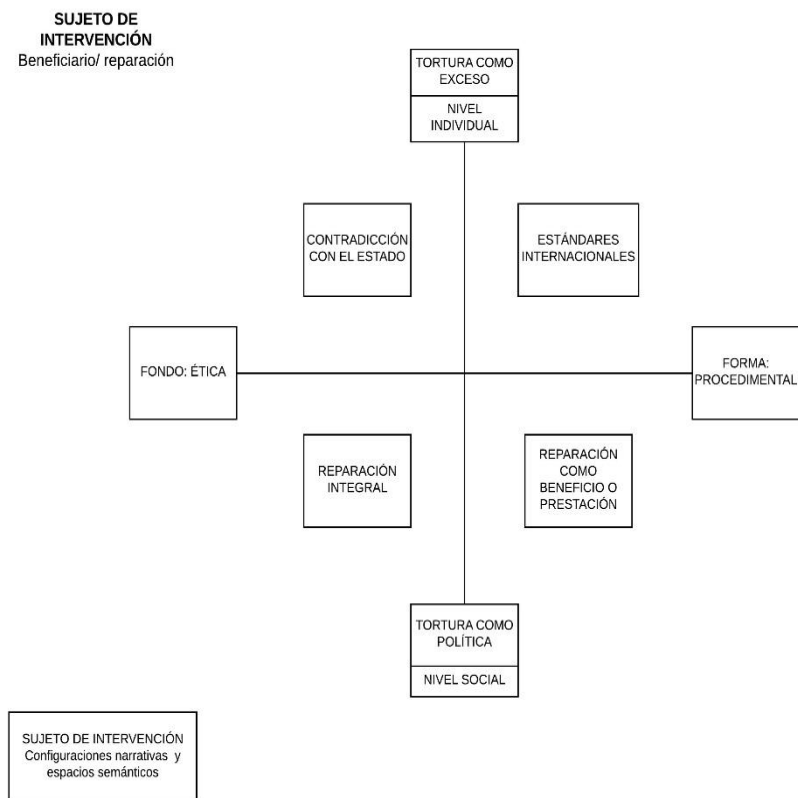 SUJETO DE
INTERVENCIÓN
Beneficiario/ reparación
TORTURA COMO
EXCESO
NIVEL
INDIVIDUAL
CONTRADICCIÓN
CON EL ESTADO
ESTÁNDARES
INTERNACIONALES
FONDO: ÉTICA
FORMA:
PROCEDIMENTAL
REPARACIÓN
INTEGRAL
REPARACIÓN
COMO
BENEFICIO O
PRESTACIÓN
TORTURA COMO
POLÍTICA
NIVEL SOCIAL
SUJETO DE INTERVENCIÓN
Configuraciones narrativas y
espacios semánticos